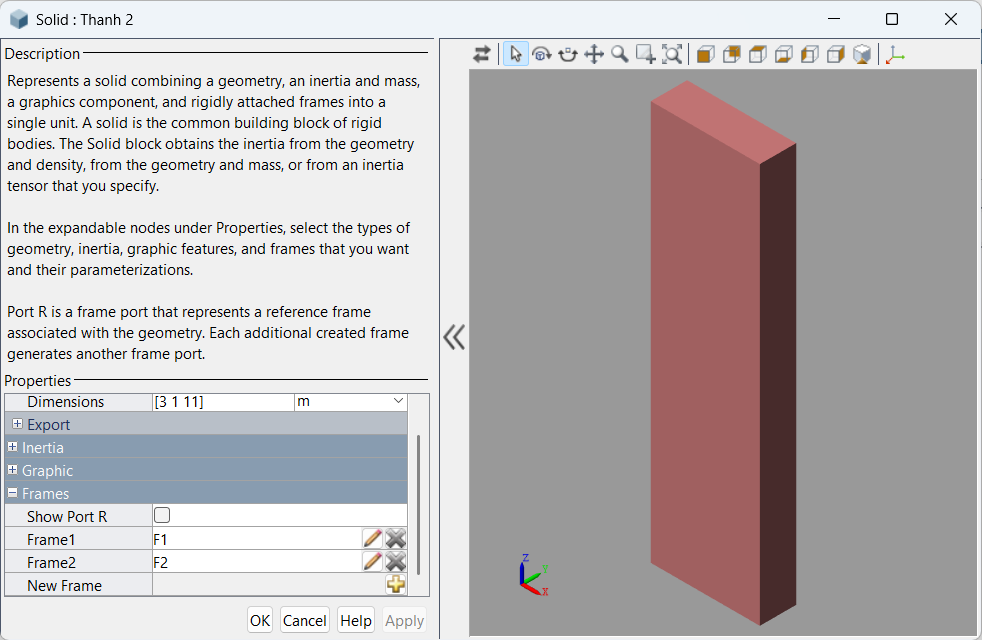 Solid : Thanh 2
Description
Represents a solid combining a geometry, an inertia and mass,
a graphics component, and rigidly attached frames into a
single unit. A solid is the common building block of rigid
bodies. The Solid block obtains the inertia from the geometry
and density, from the geometry and mass, or from an inertia
tensor that you specify.
In the expandable nodes under Properties, select the types of
geometry, inertia, graphic features, and frames that you want
and their parameterizations.
Port R is a frame port that represents a reference frame
associated with the geometry. Each additional created frame
generates another frame port.
Properties
Dimensions [3 1 11] m
Export
Inertia
Graphic
Frames
Show Port R
Frame1 F1
Frame2 F2
New Frame
OK Cancel Help Apply
Z
Y
X